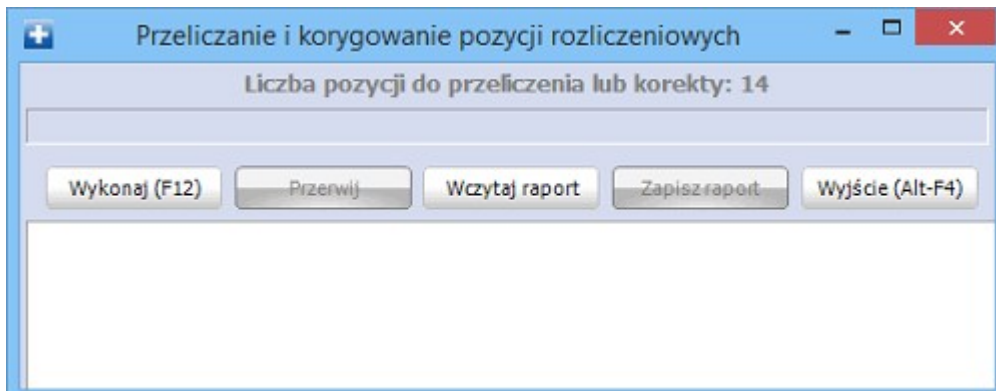 Przeliczanie i korygowanie pozycji rozliczeniowych
Liczba pozycji do przeliczenia lub korekty: 14
Wykonaj (F12) Przerwij Wczytaj raport Zapisz raport Wyjście (Alt-F4)